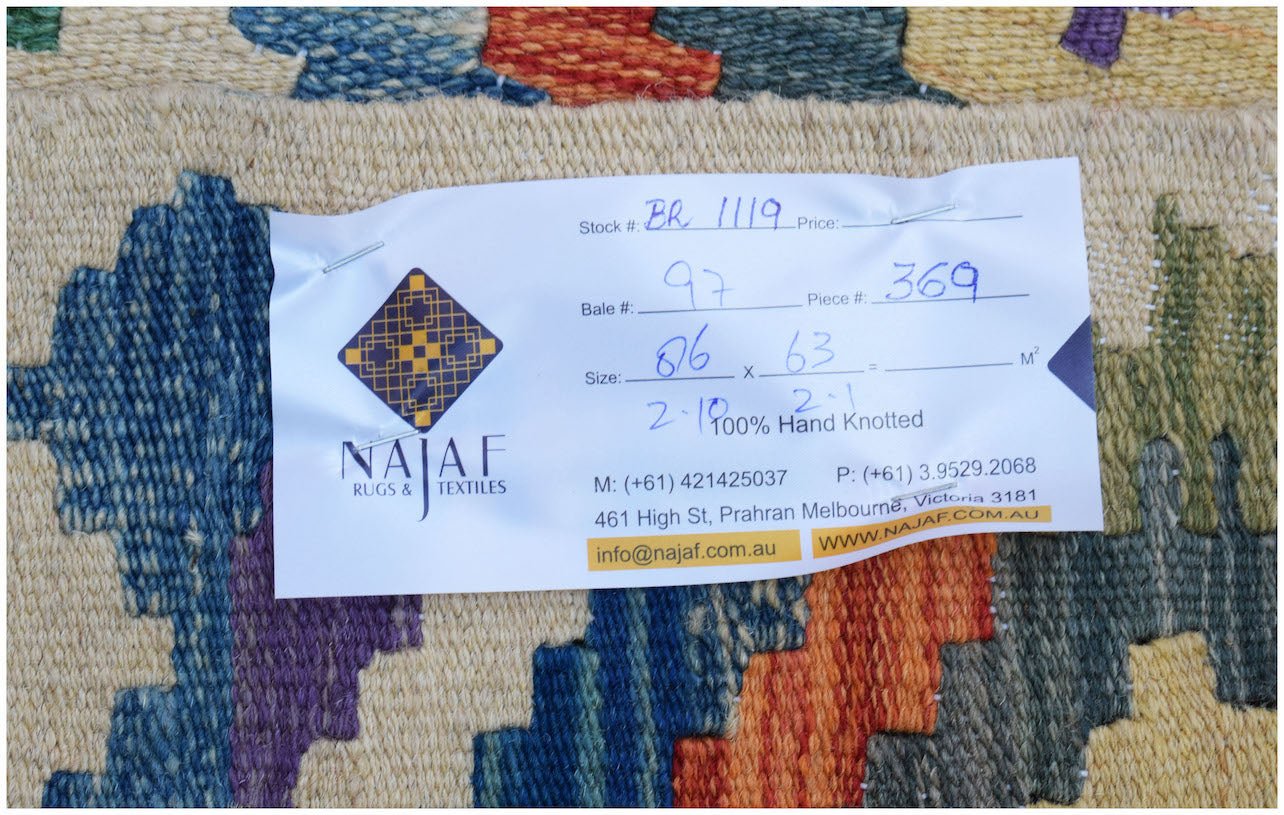 NAJAF
RUGS & TEXTILES
Stock #: BR 1119 Price:
Bale #: 97 Piece #: 369
Size: 86 x 63 = M²
2.10 2.1
100% Hand Knotted
M: (+61) 421425037 P: (+61) 3.9529.2068
461 High St, Prahran Melbourne, Victoria 3181
info@najaf.com.au WWW.NAJAF.COM.AU